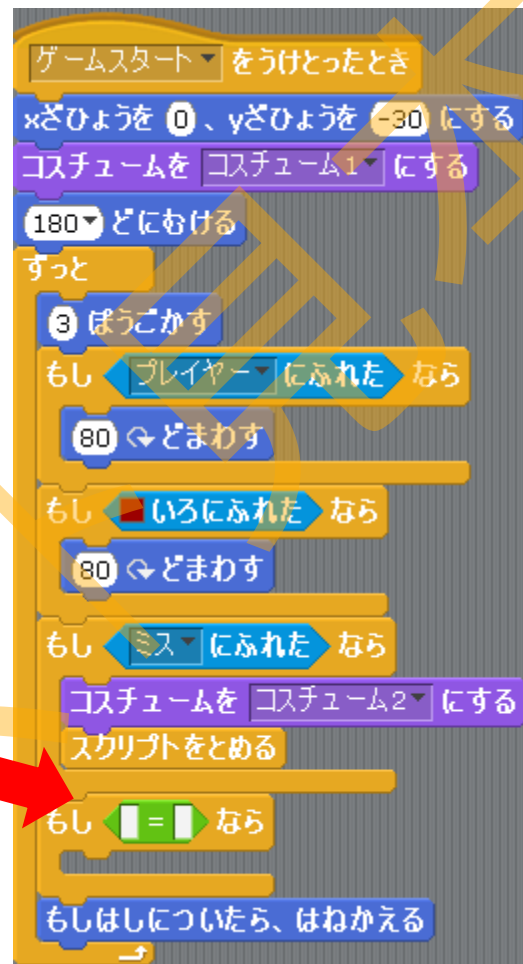 ゲームスタート をうけとったとき
xざひょうを 0 、yざひょうを -30 にする
コスチュームを コスチューム1 にする
180 どにむける
ずっと
3 ほうごかす
もし プレイヤー にふれた なら
80 どまわす
もし いろにふれた なら
80 どまわす
もし ミス にふれた なら
コスチュームを コスチューム2 にする
スクリプトをとめる
もし = なら
もしはしについたら、はねかえる